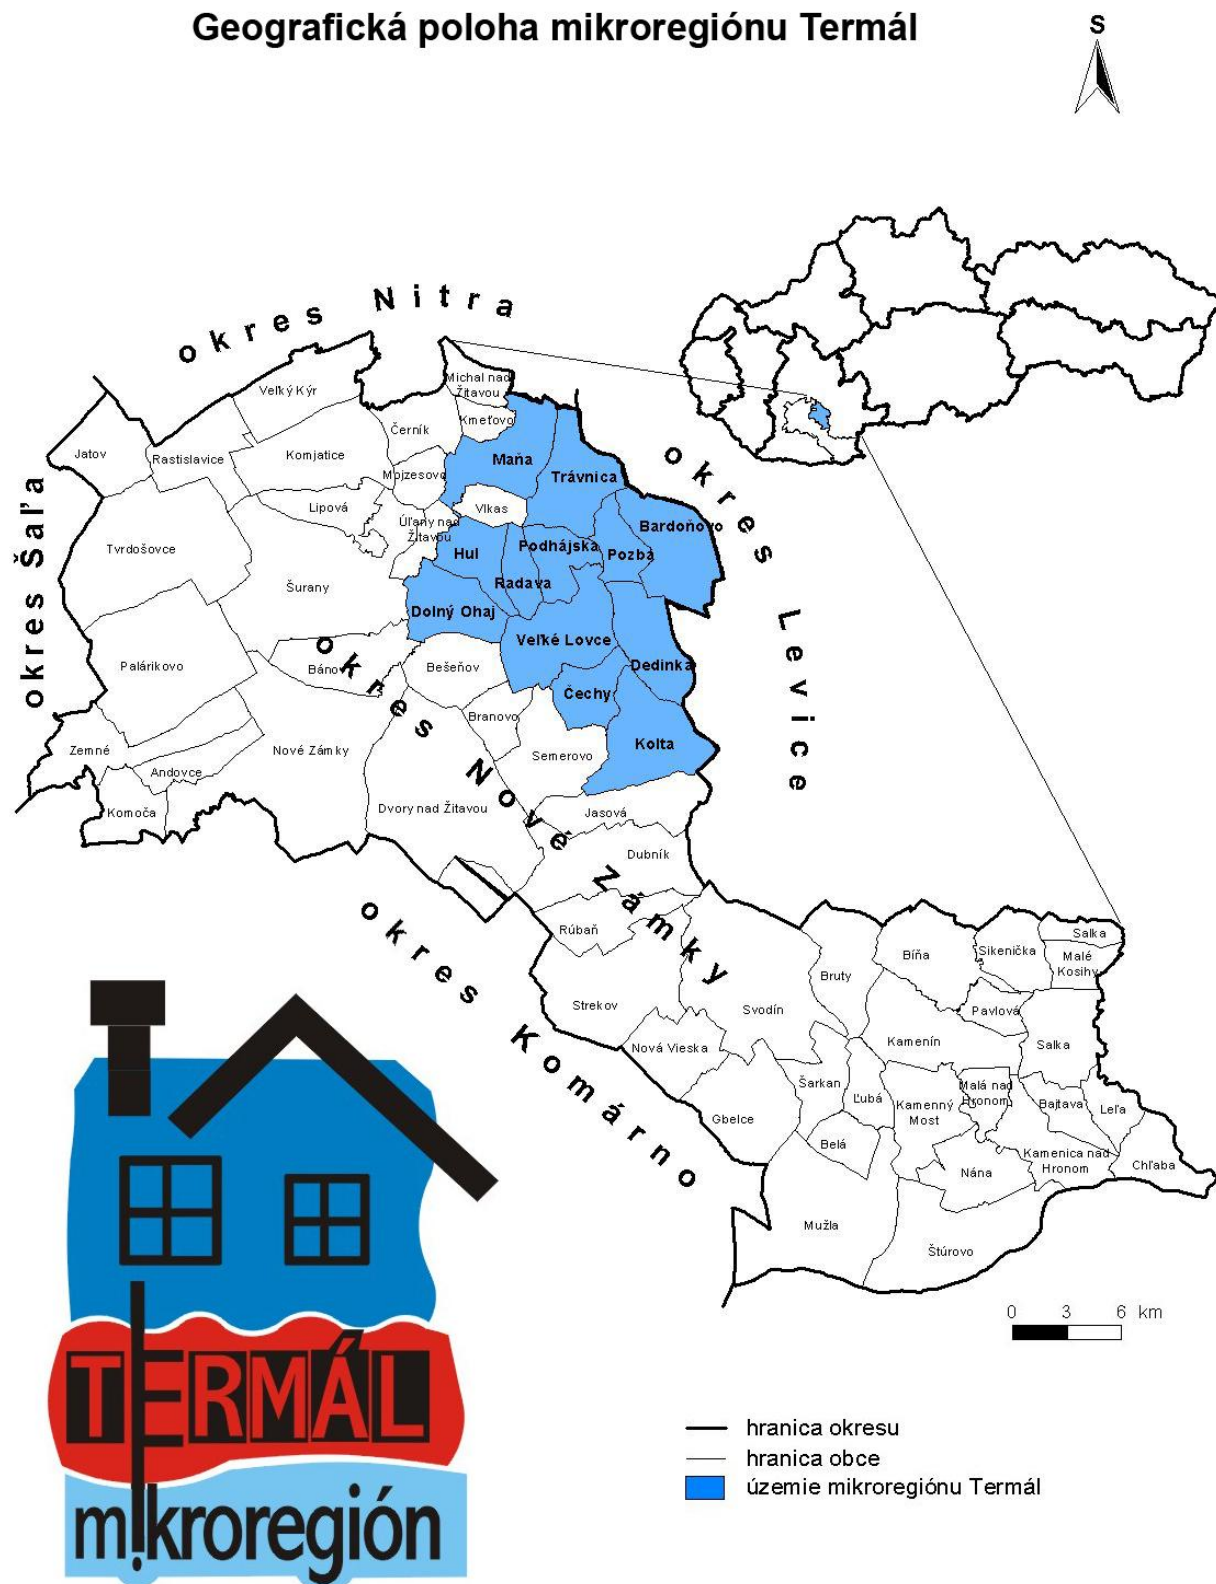 Geografická poloha mikroregiónu Termál
S
okres Nitra
okres Šaľa
okres Levice
okres Nové Zámky
okres Komárno
Michal nad
Žitavou
Veľký Kýr
Kmeťovo
Černík
Jatov
Rastislavice
Komjatice
Maňa
Mojzesovo
Trávnica
Lipová
Vlkas
Úľany nad
Žitavou
Bardoňovo
Tvrdošovce
Hul
Podhájska
Pozba
Radava
Šurany
Dolný Ohaj
Veľké Lovce
Palárikovo
Bánov
Bešeňov
Dedinka
Čechy
Branovo
Zemné
Nové Zámky
Semerovo
Kolta
Andovce
Komoča
Dvory nad Žitavou
Jasová
Dubník
Rúbaň
Salka
Bíňa
Sikenička
Malé
Kosihy
Bruty
Strekov
Svodín
Pavlová
Nová Vieska
Kamenín
Salka
Šarkan
Malá nad
Hronom
Ľubá
Kamenný
Most
Bajtava
Leľa
Gbelce
Belá
Nána
Kamenica nad
Hronom
Chľaba
Mužla
Štúrovo
0 3 6 km
TERMÁL
mikroregión
hranica okresu
hranica obce
územie mikroregiónu Termál